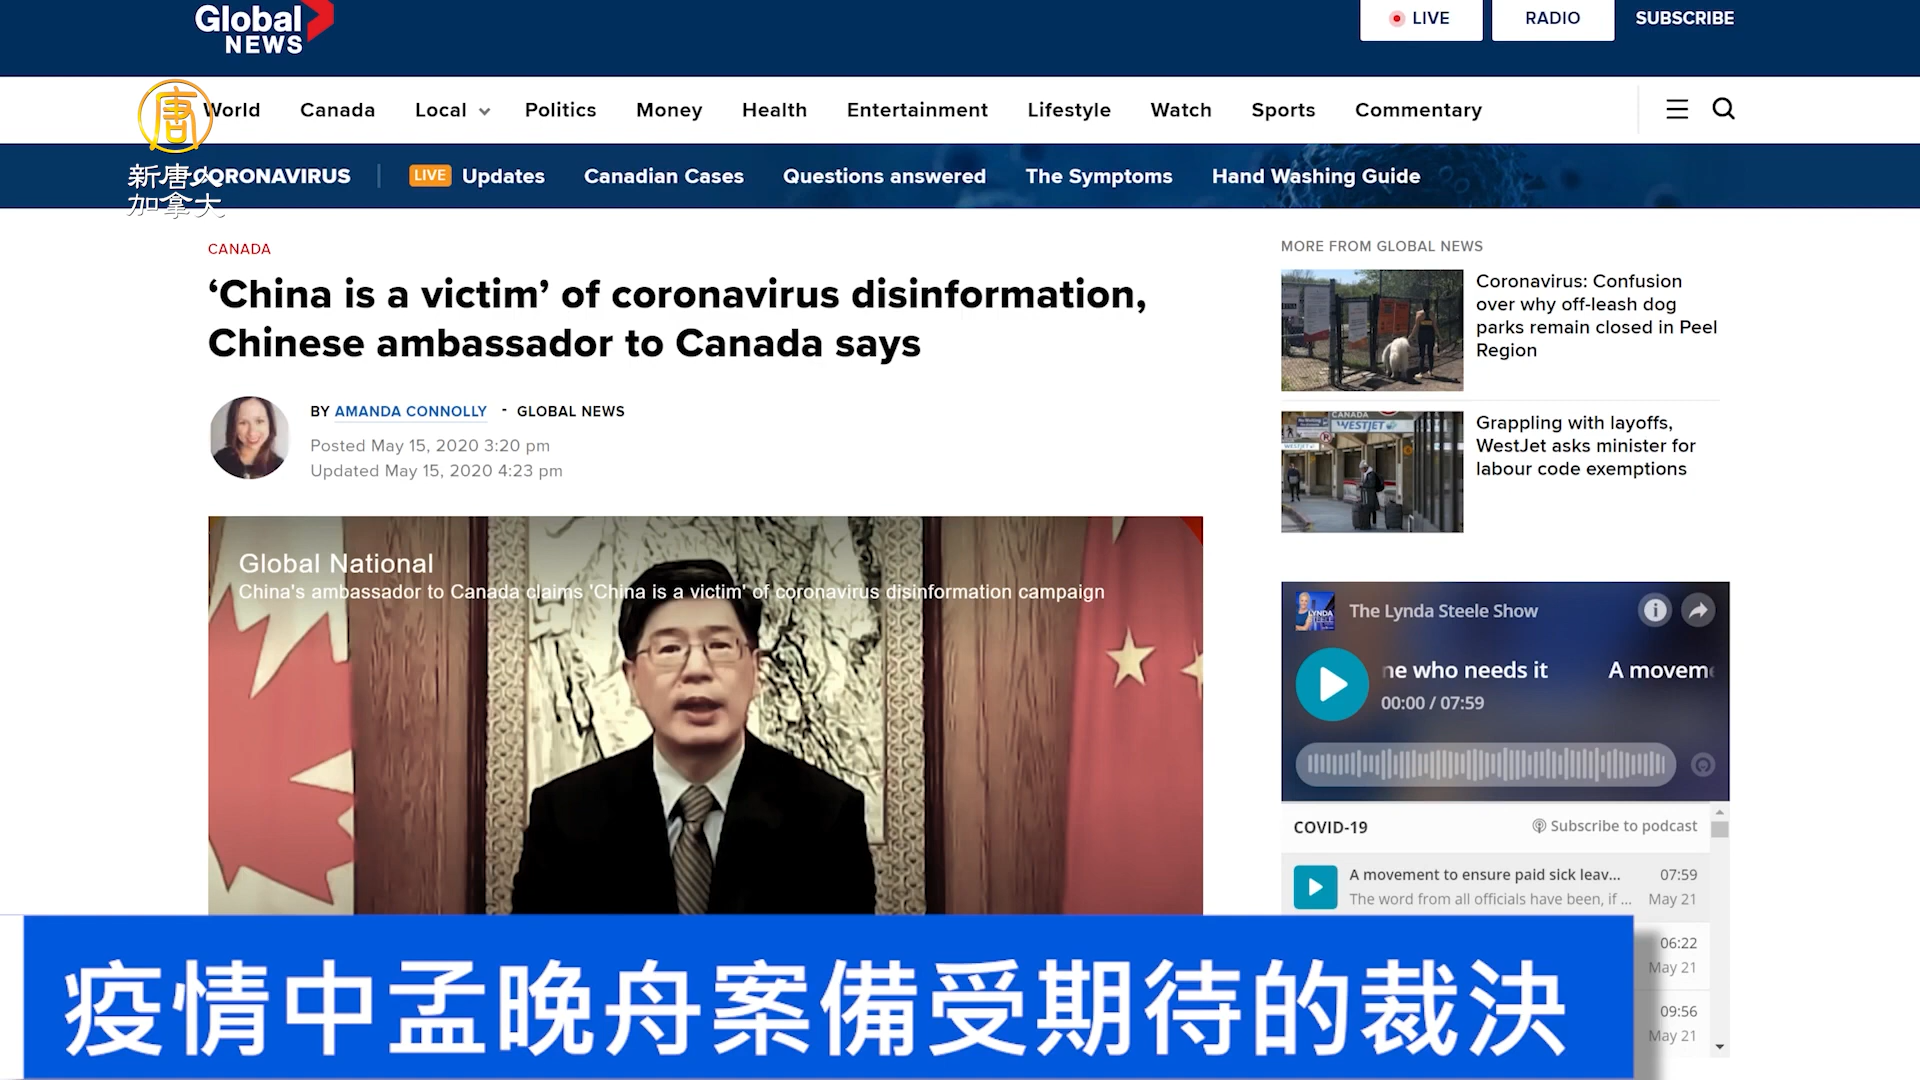 Global
NEWS
LIVE
RADIO
SUBSCRIBE
唐
World
Canada
Local
Politics
Money
Health
Entertainment
Lifestyle
Watch
Sports
Commentary
新唐人
加拿大
CORONAVIRUS
LIVE
Updates
Canadian Cases
Questions answered
The Symptoms
Hand Washing Guide
CANADA
‘China is a victim’ of coronavirus disinformation,
Chinese ambassador to Canada says
BY AMANDA CONNOLLY - GLOBAL NEWS
Posted May 15, 2020 3:20 pm
Updated May 15, 2020 4:23 pm
Global National
China's ambassador to Canada claims 'China is a victim' of coronavirus disinformation campaign
MORE FROM GLOBAL NEWS
Coronavirus: Confusion
over why off-leash dog
parks remain closed in Peel
Region
CANADA
WESTJET
Grappling with layoffs,
WestJet asks minister for
labour code exemptions
LYNDA
STEELE
The Lynda Steele Show
ne who needs it
A movem
00:00 / 07:59
COVID-19
Subscribe to podcast
A movement to ensure paid sick leav...
07:59
The word from all officials have been, if ...
May 21
06:22
May 21
09:56
May 21
疫情中孟晚舟案備受期待的裁決